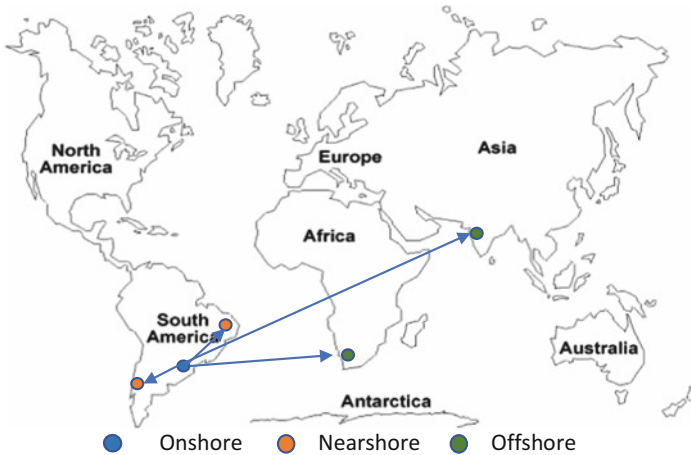 North
America
Europe
Asia
Africa
South
America
Australia
Antarctica
Onshore Nearshore Offshore